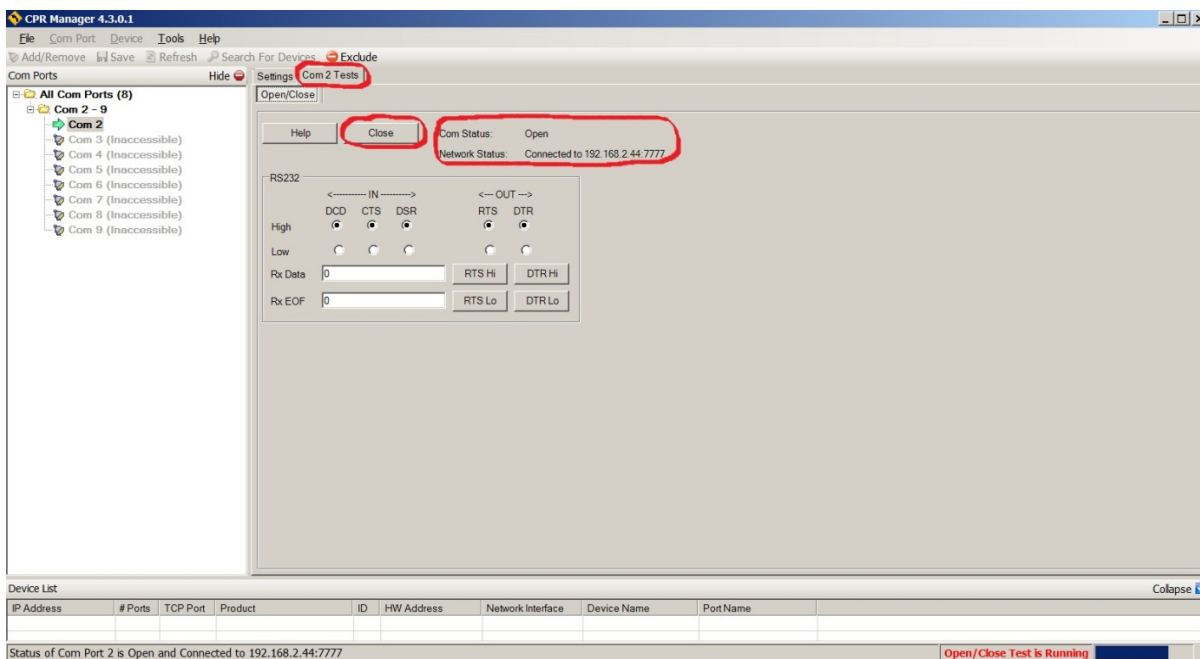 CPR Manager 4.3.0.1
File Com Port Device Tools Help
Add/Remove Save Refresh Search For Devices Exclude
Com Ports Hide Settings Com 2 Tests
All Com Ports (8) Open/Close
Com 2 - 9
Com 2
Com 3 (Inaccessible)
Com 4 (Inaccessible)
Com 5 (Inaccessible)
Com 6 (Inaccessible)
Com 7 (Inaccessible)
Com 8 (Inaccessible)
Com 9 (Inaccessible)
Help Close Com Status: Open
Network Status: Connected to 192.168.2.44:7777
RS232
<----------- IN ----------> <--- OUT --->
DCD CTS DSR RTS DTR
High
Low
Rx Data 0 RTS Hi DTR Hi
Rx EOF 0 RTS Lo DTR Lo
Device List Collapse
IP Address # Ports TCP Port Product ID HW Address Network Interface Device Name Port Name
Status of Com Port 2 is Open and Connected to 192.168.2.44:7777 Open/Close Test is Running